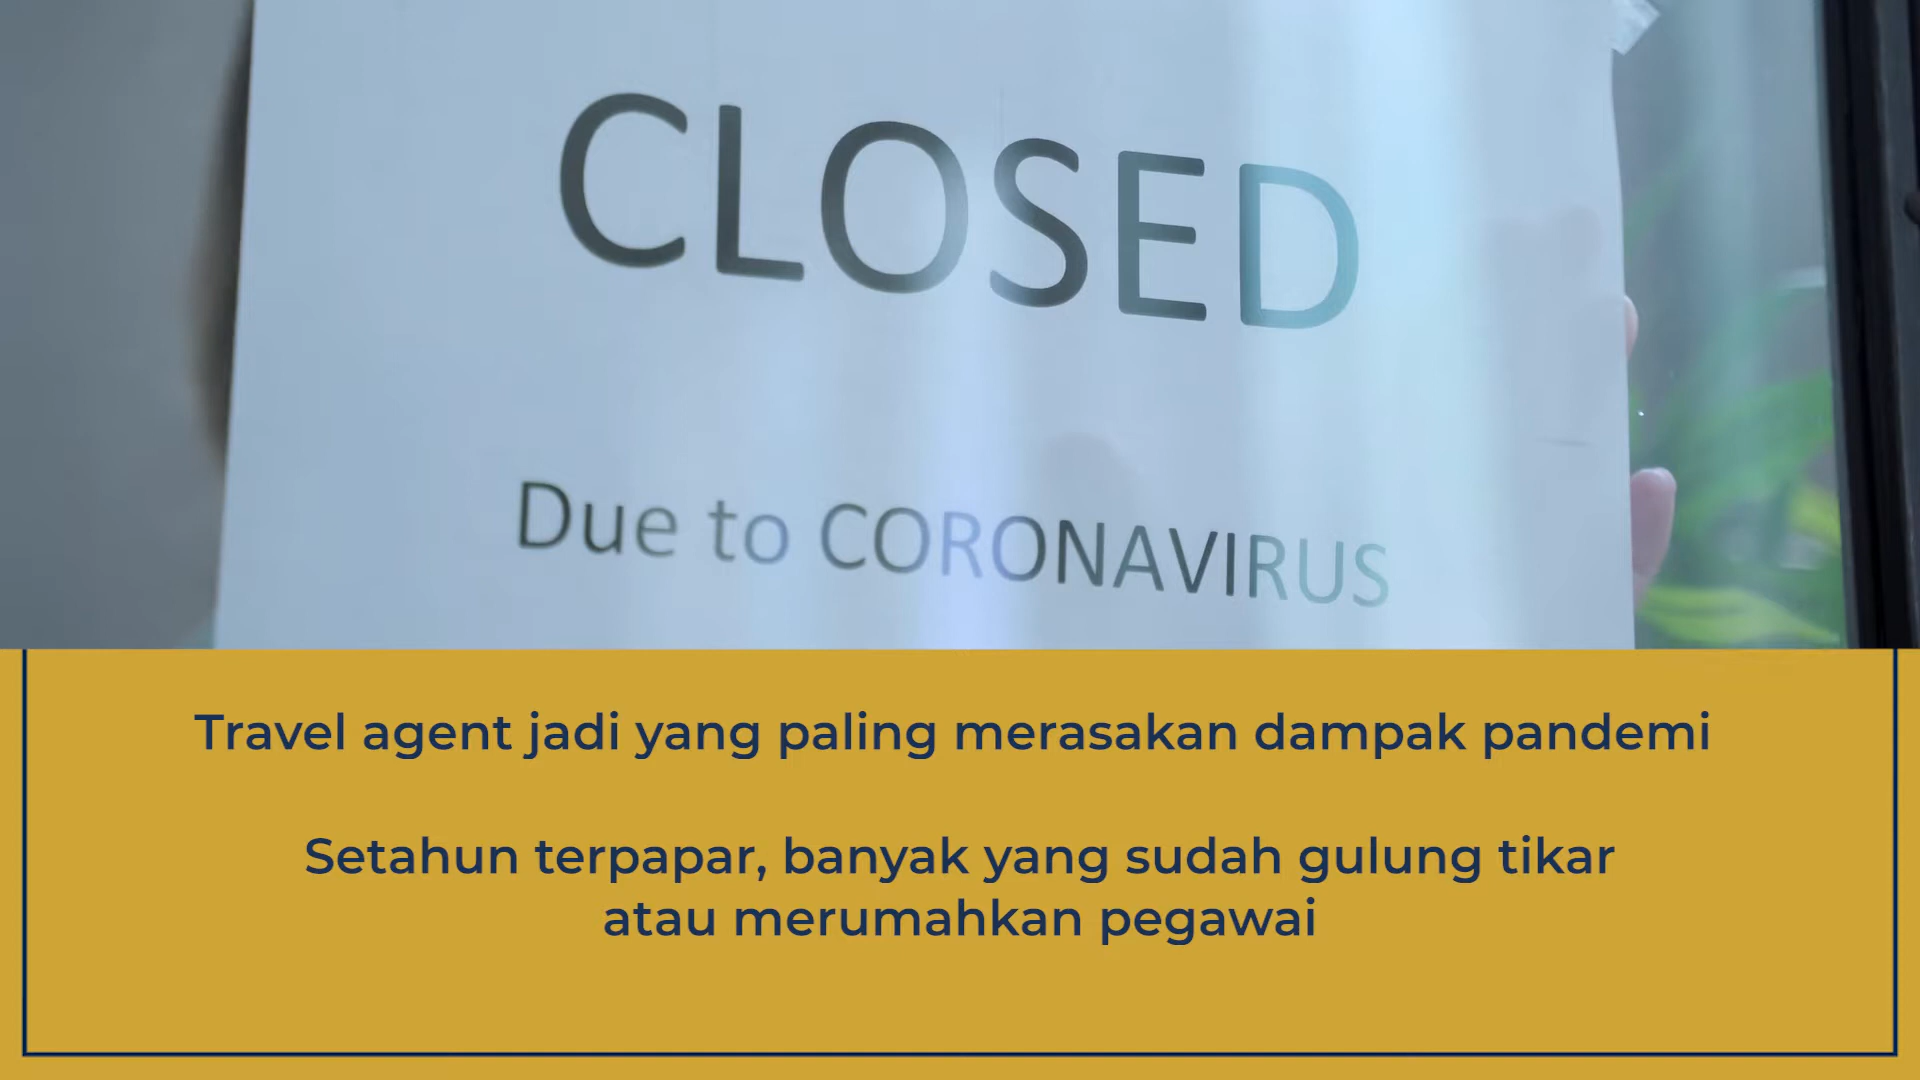 CLOSED
Due to CORONAVIRUS
Travel agent jadi yang paling merasakan dampak pandemi
Setahun terpapar, banyak yang sudah gulung tikar
atau merumahkan pegawai